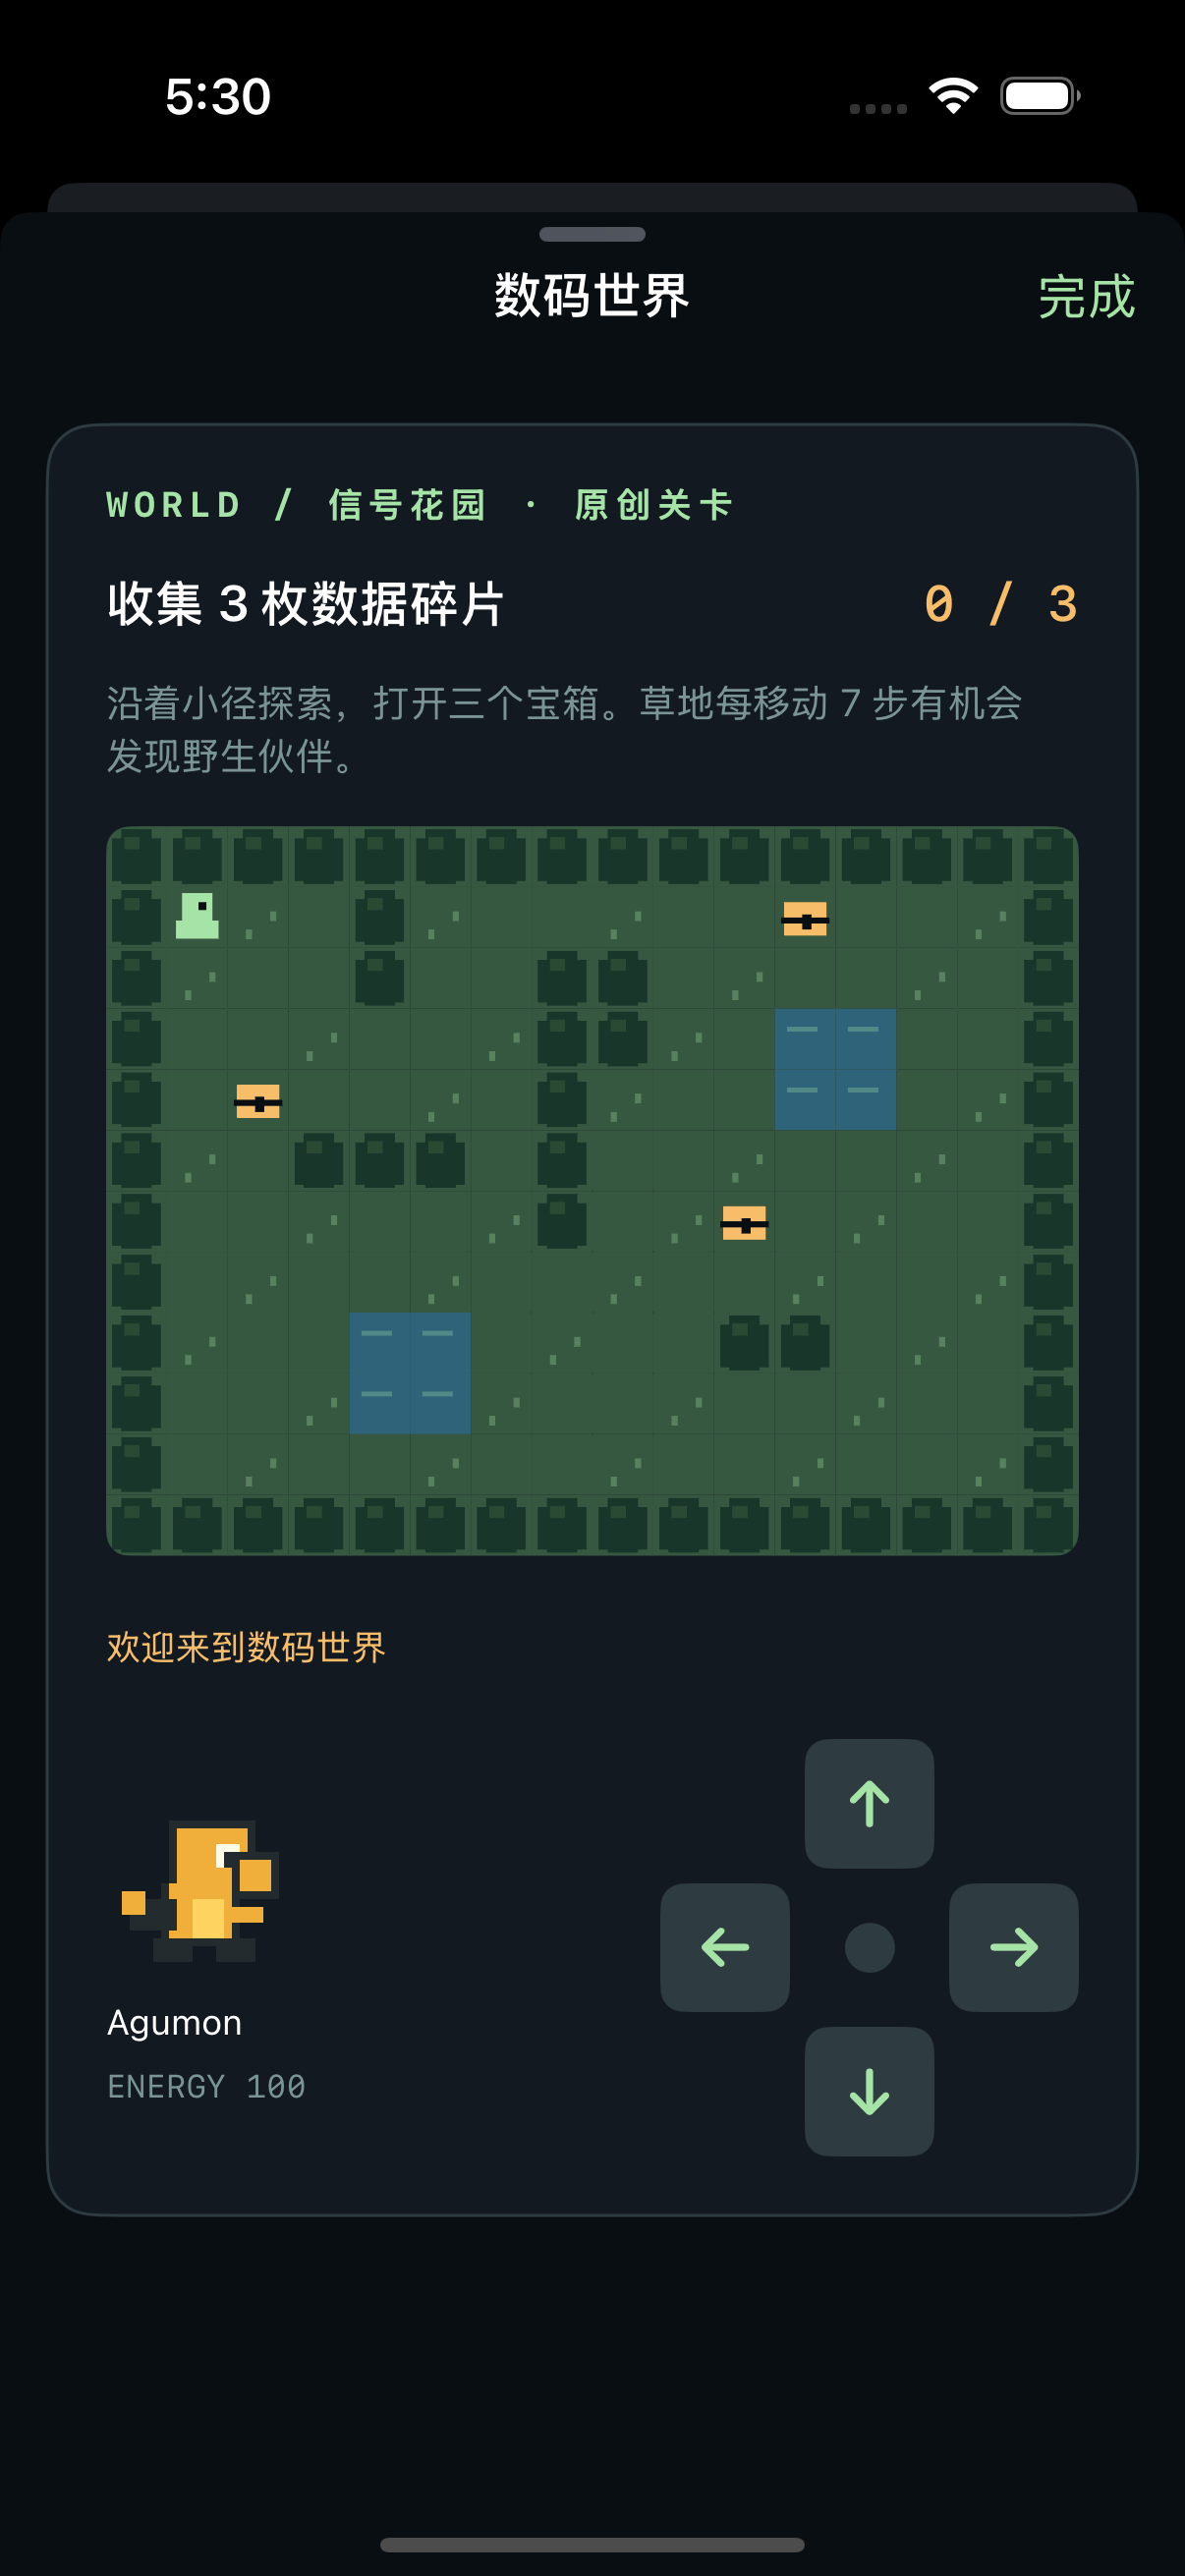 5:30
数码世界
完成
WORLD / 信号花园 · 原创关卡
收集 3 枚数据碎片
0 / 3
沿着小径探索，打开三个宝箱。草地每移动 7 步有机会
发现野生伙伴。
欢迎来到数码世界
Agumon
ENERGY 100